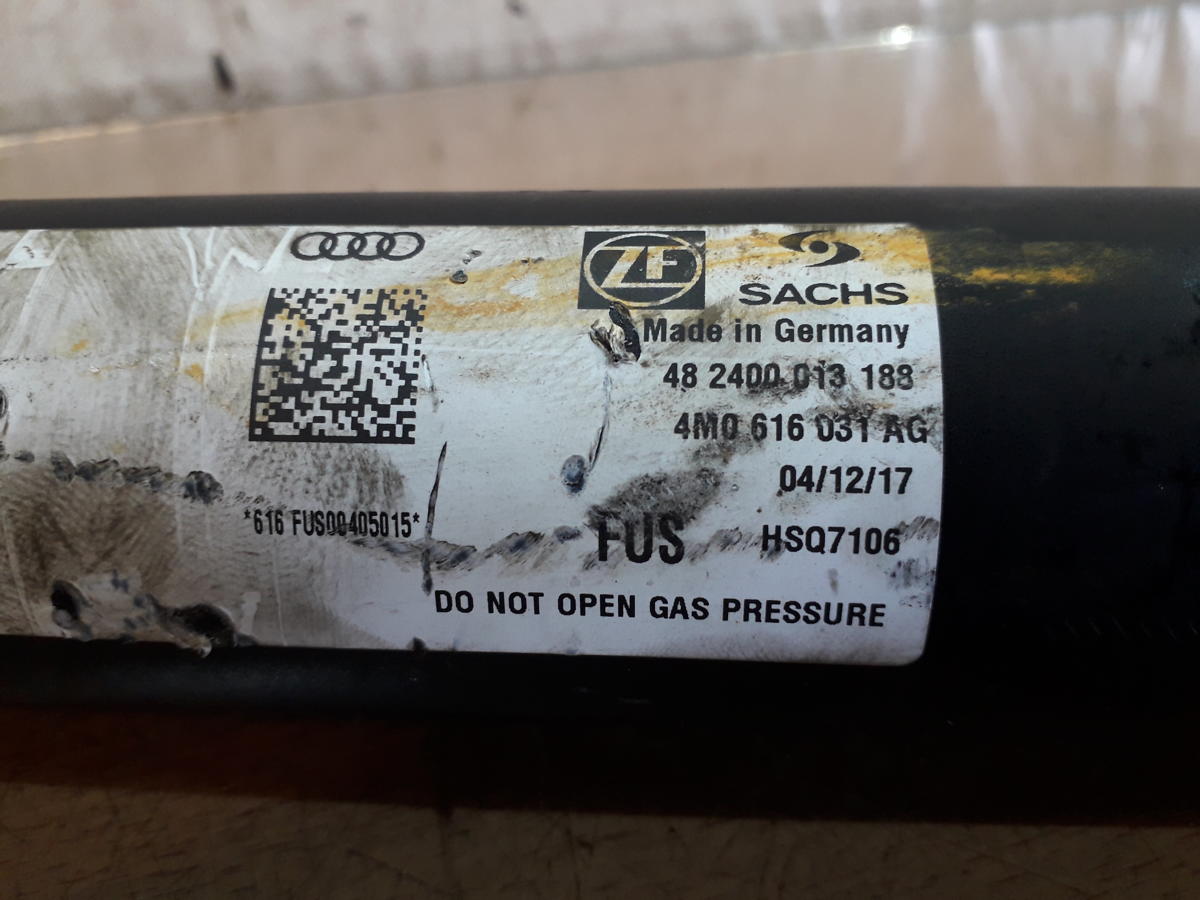 ZF
SACHS
Made in Germany
48 2400 013 188
4M0 616 031 AG
04/12/17
*616 FUS00405015*
FUS HSQ7106
DO NOT OPEN GAS PRESSURE